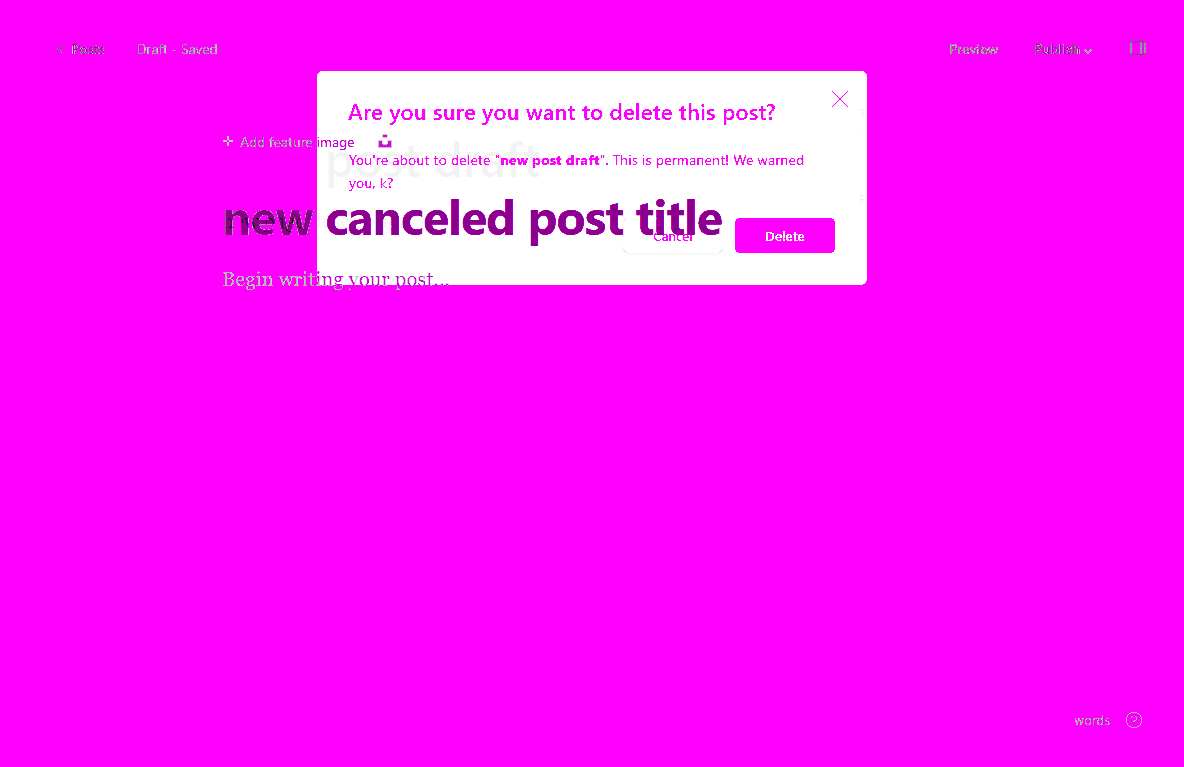 Posts
Draft - Saved
Preview
Publish
Are you sure you want to delete this post?
Add feature image
post draft
You're about to delete "new post draft". This is permanent! We warned
you, k?
new canceled post title
Cancel
Delete
Begin writing your post...
words
?